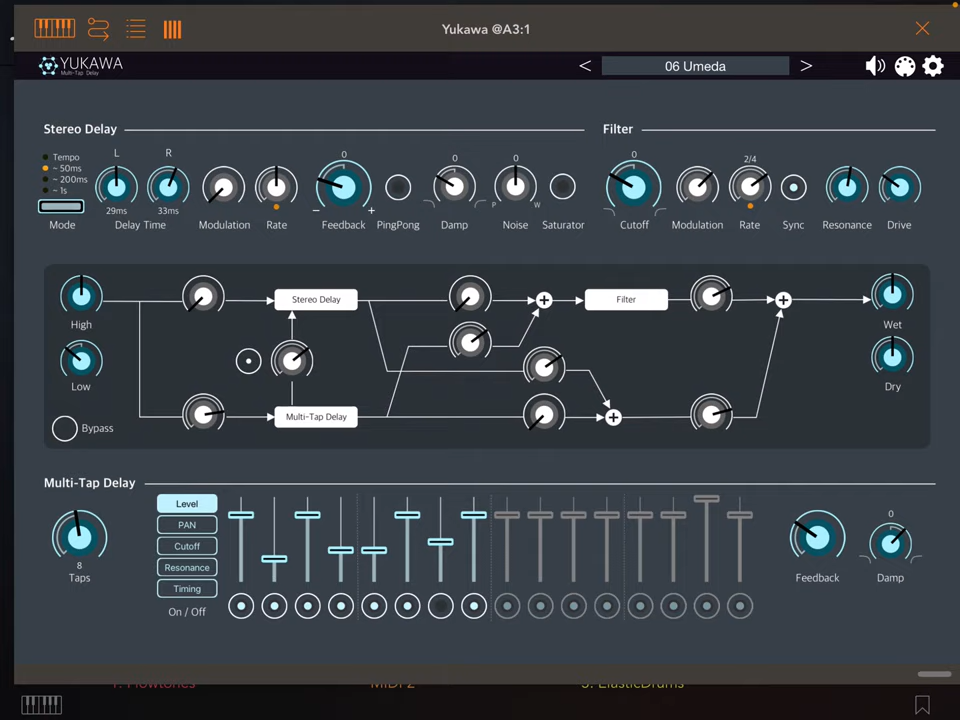 Yukawa @A3:1
YUKAWA
Multi-Tap Delay
<
06 Umeda
>
Stereo Delay
Filter
Tempo
~ 50ms
~ 200ms
~ 1s
Mode
L
R
29ms
33ms
Delay Time
Modulation
Rate
0
− +
Feedback
PingPong
0
Damp
0
P W
Noise
Saturator
0
Cutoff
Modulation
2/4
Rate
Sync
Resonance
Drive
High
Low
Bypass
Stereo Delay
Multi-Tap Delay
Filter
Wet
Dry
Multi-Tap Delay
8
Taps
Level
PAN
Cutoff
Resonance
Timing
On / Off
Feedback
0
Damp